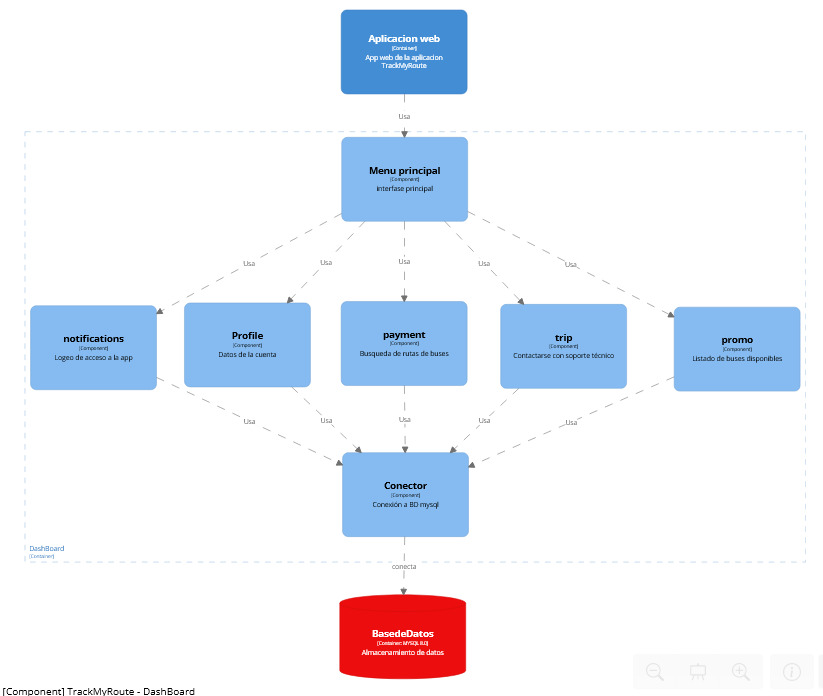 Aplicacion web
[Container]
App web de la aplicacion
TrackMyRoute
Usa
Menu principal
[Component]
interfase principal
Usa
Usa
Usa
Usa
Usa
notifications
[Component]
Logeo de acceso a la app
Profile
[Component]
Datos de la cuenta
payment
[Component]
Busqueda de rutas de buses
trip
[Component]
Contactarse con soporte técnico
promo
[Component]
Listado de buses disponibles
Usa
Usa
Usa
Usa
Usa
Conector
[Component]
Conexión a BD mysql
DashBoard
[Container]
conecta
BasedeDatos
[Container: MYSQL 8.0]
Almacenamiento de datos
[Component] TrackMyRoute - DashBoard